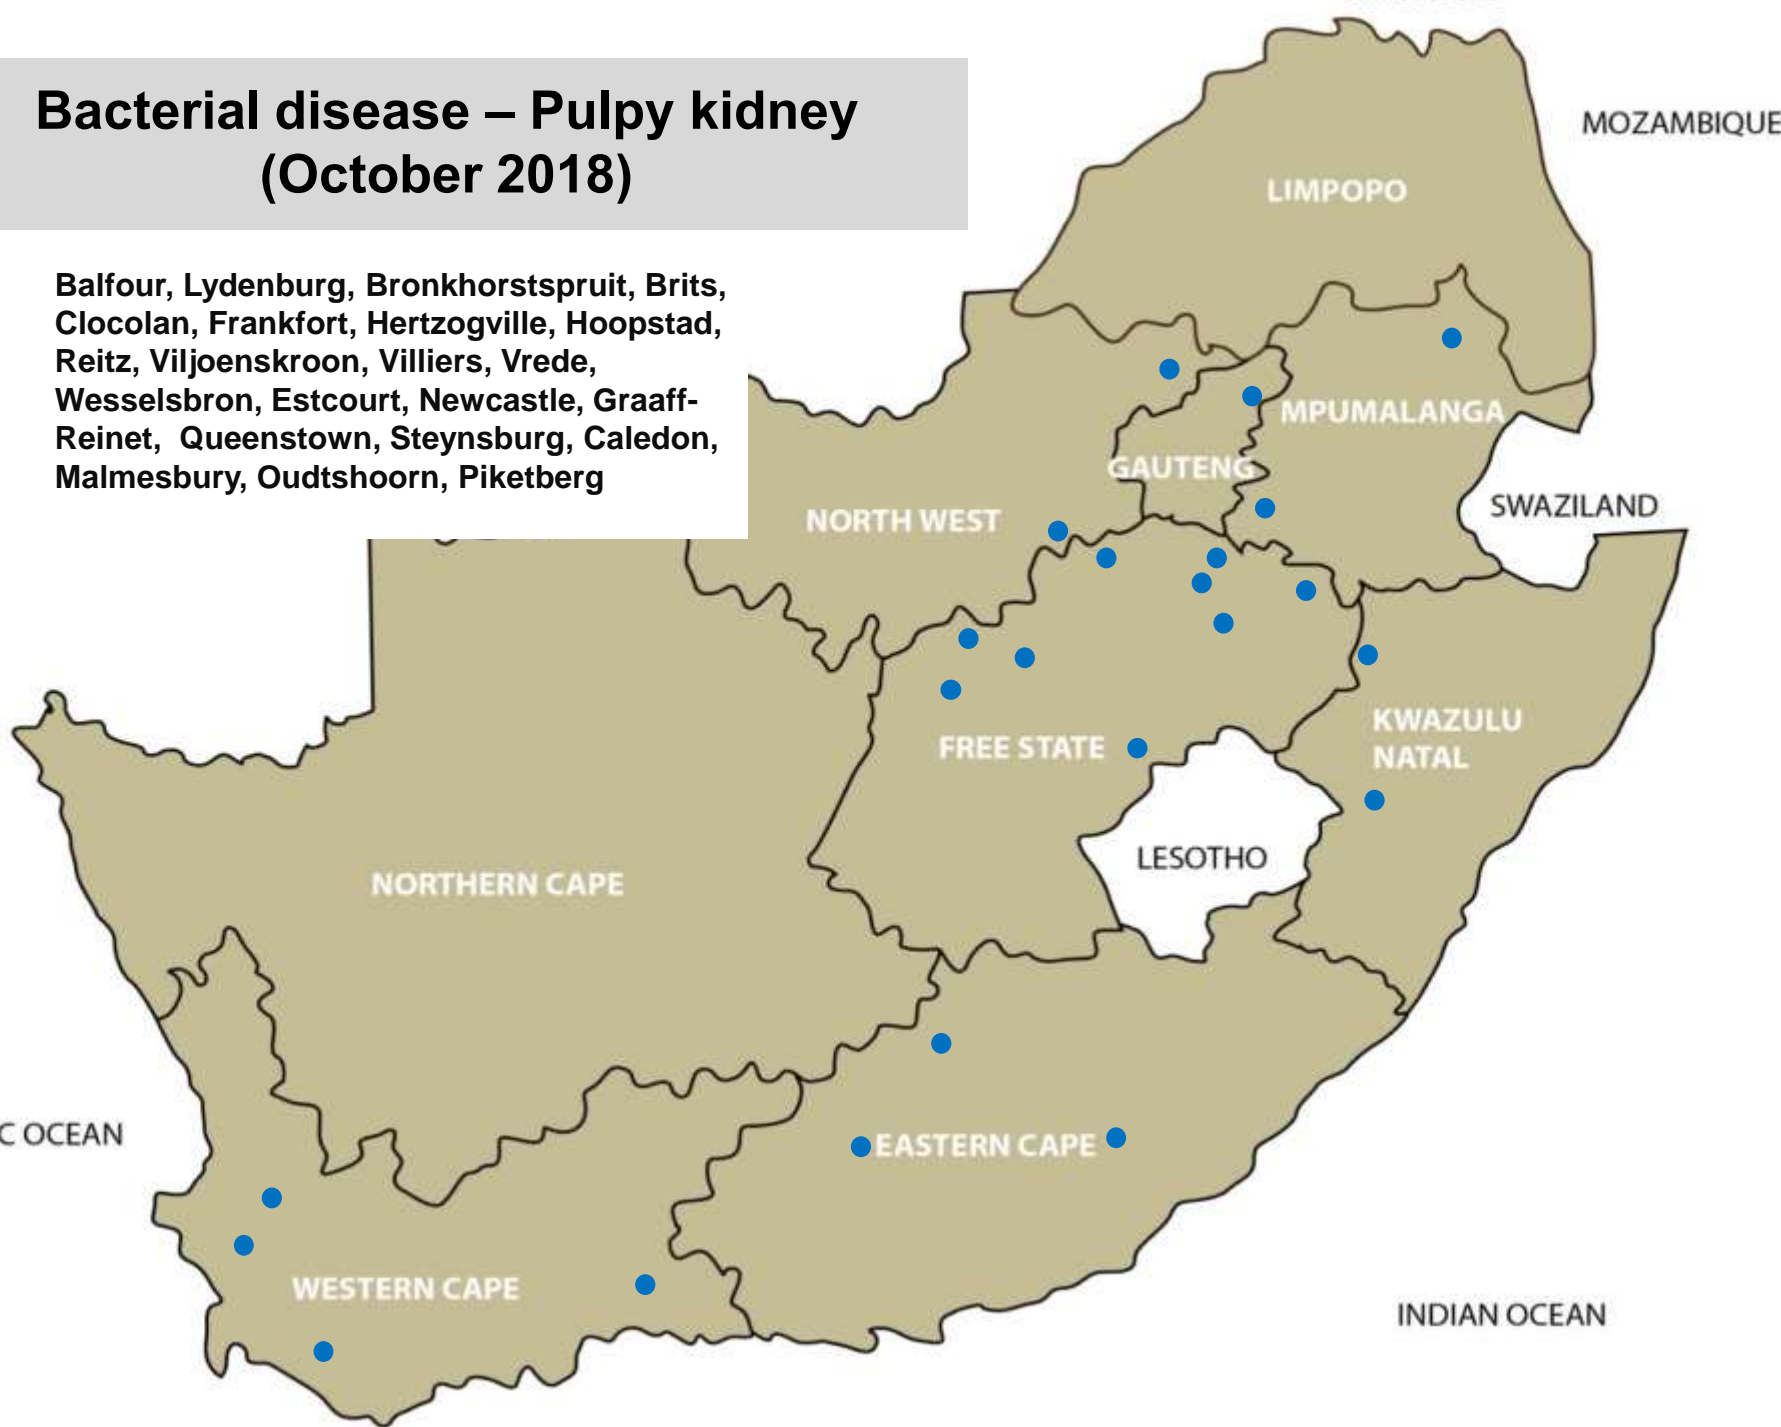 Bacterial disease – Pulpy kidney
(October 2018)
Balfour, Lydenburg, Bronkhorstspruit, Brits,
Clocolan, Frankfort, Hertzogville, Hoopstad,
Reitz, Viljoenskroon, Villiers, Vrede,
Wesselsbron, Estcourt, Newcastle, Graaff-
Reinet, Queenstown, Steynsburg, Caledon,
Malmesbury, Oudtshoorn, Piketberg
MOZAMBIQUE
LIMPOPO
MPUMALANGA
GAUTENG
NORTH WEST
SWAZILAND
KWAZULU
NATAL
FREE STATE
LESOTHO
NORTHERN CAPE
C OCEAN
EASTERN CAPE
WESTERN CAPE
INDIAN OCEAN